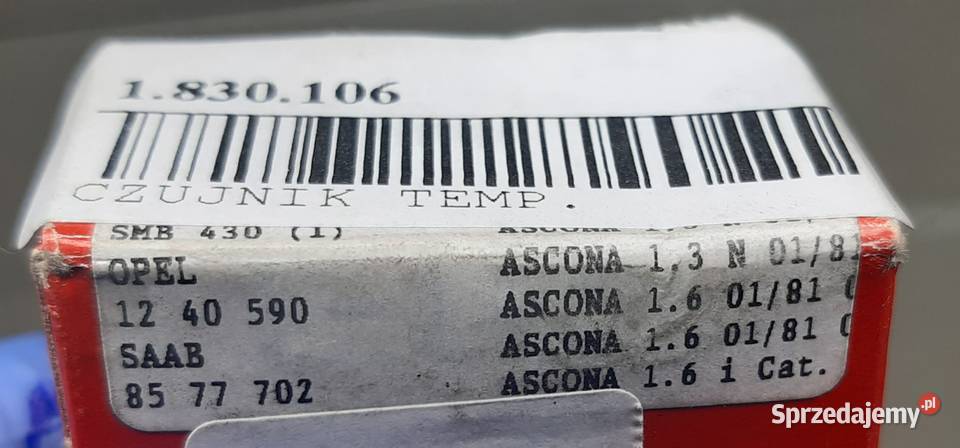 1.830.106
CZUJNIK TEMP.
SMB 430 (1)
OPEL
12 40 590
SAAB
85 77 702
ASCONA
ASCONA 1,3 N 01/81
ASCONA 1.6 01/81
ASCONA 1.6 01/81
ASCONA 1.6 i Cat.
Sprzedajemy.pl